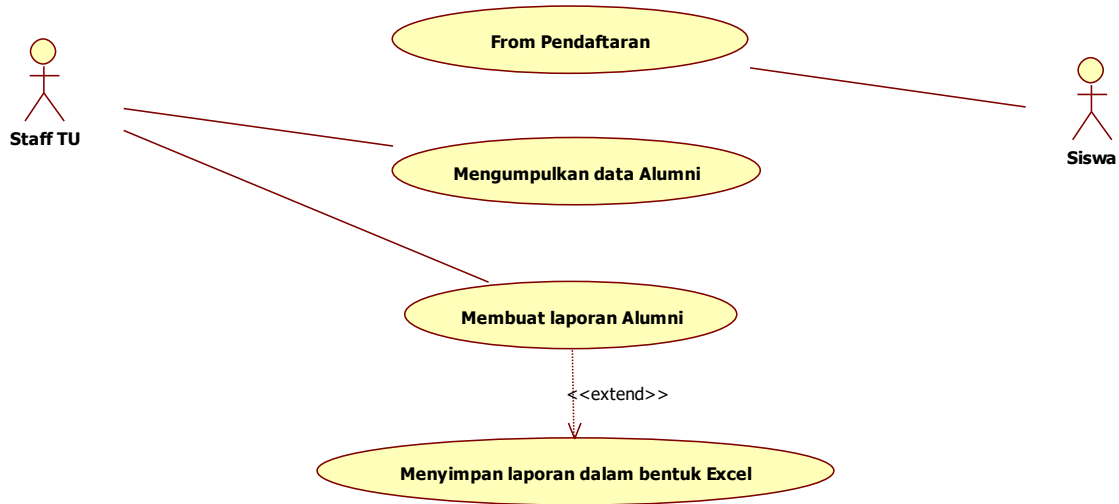 From Pendaftaran
Staff TU
Siswa
Mengumpulkan data Alumni
Membuat laporan Alumni
<<extend>>
Menyimpan laporan dalam bentuk Excel